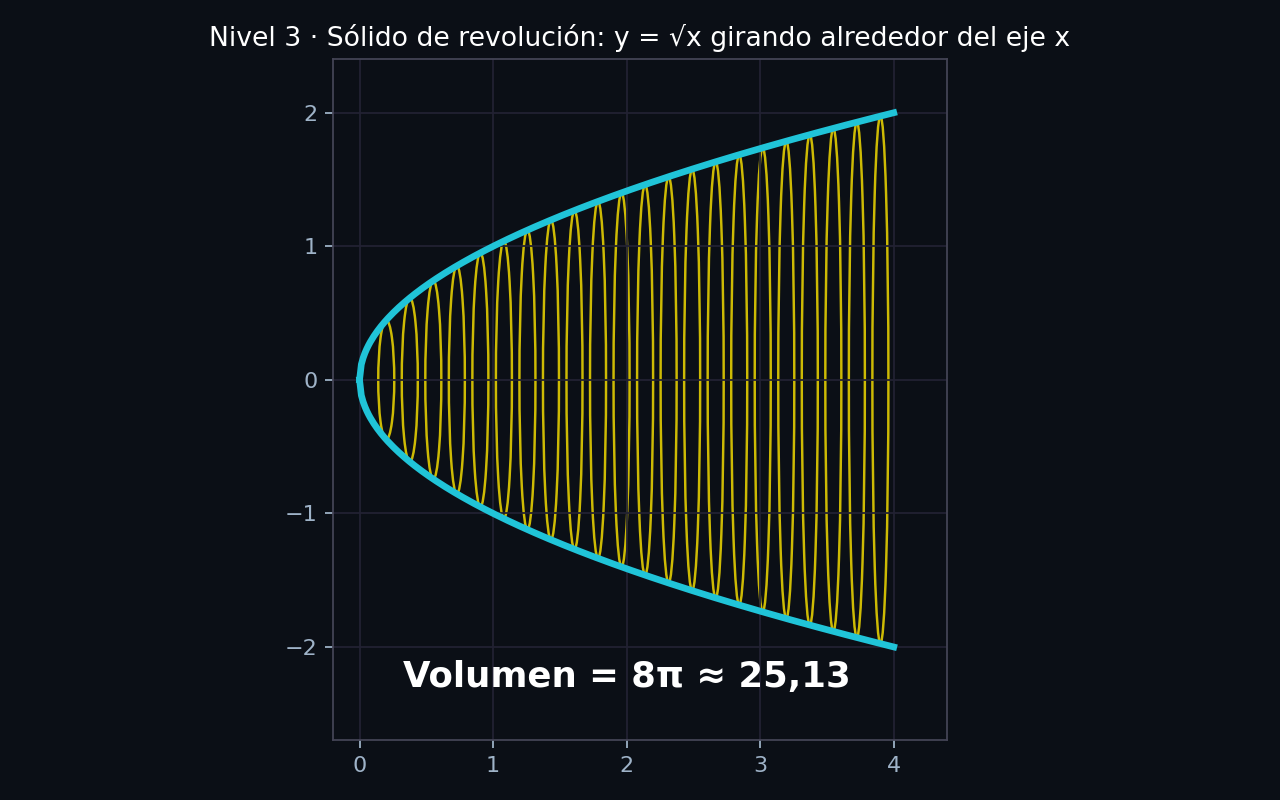 Nivel 3 · Sólido de revolución: y = √x girando alrededor del eje x
2
1
0
−1
−2
Volumen = 8π ≈ 25,13
0 1 2 3 4